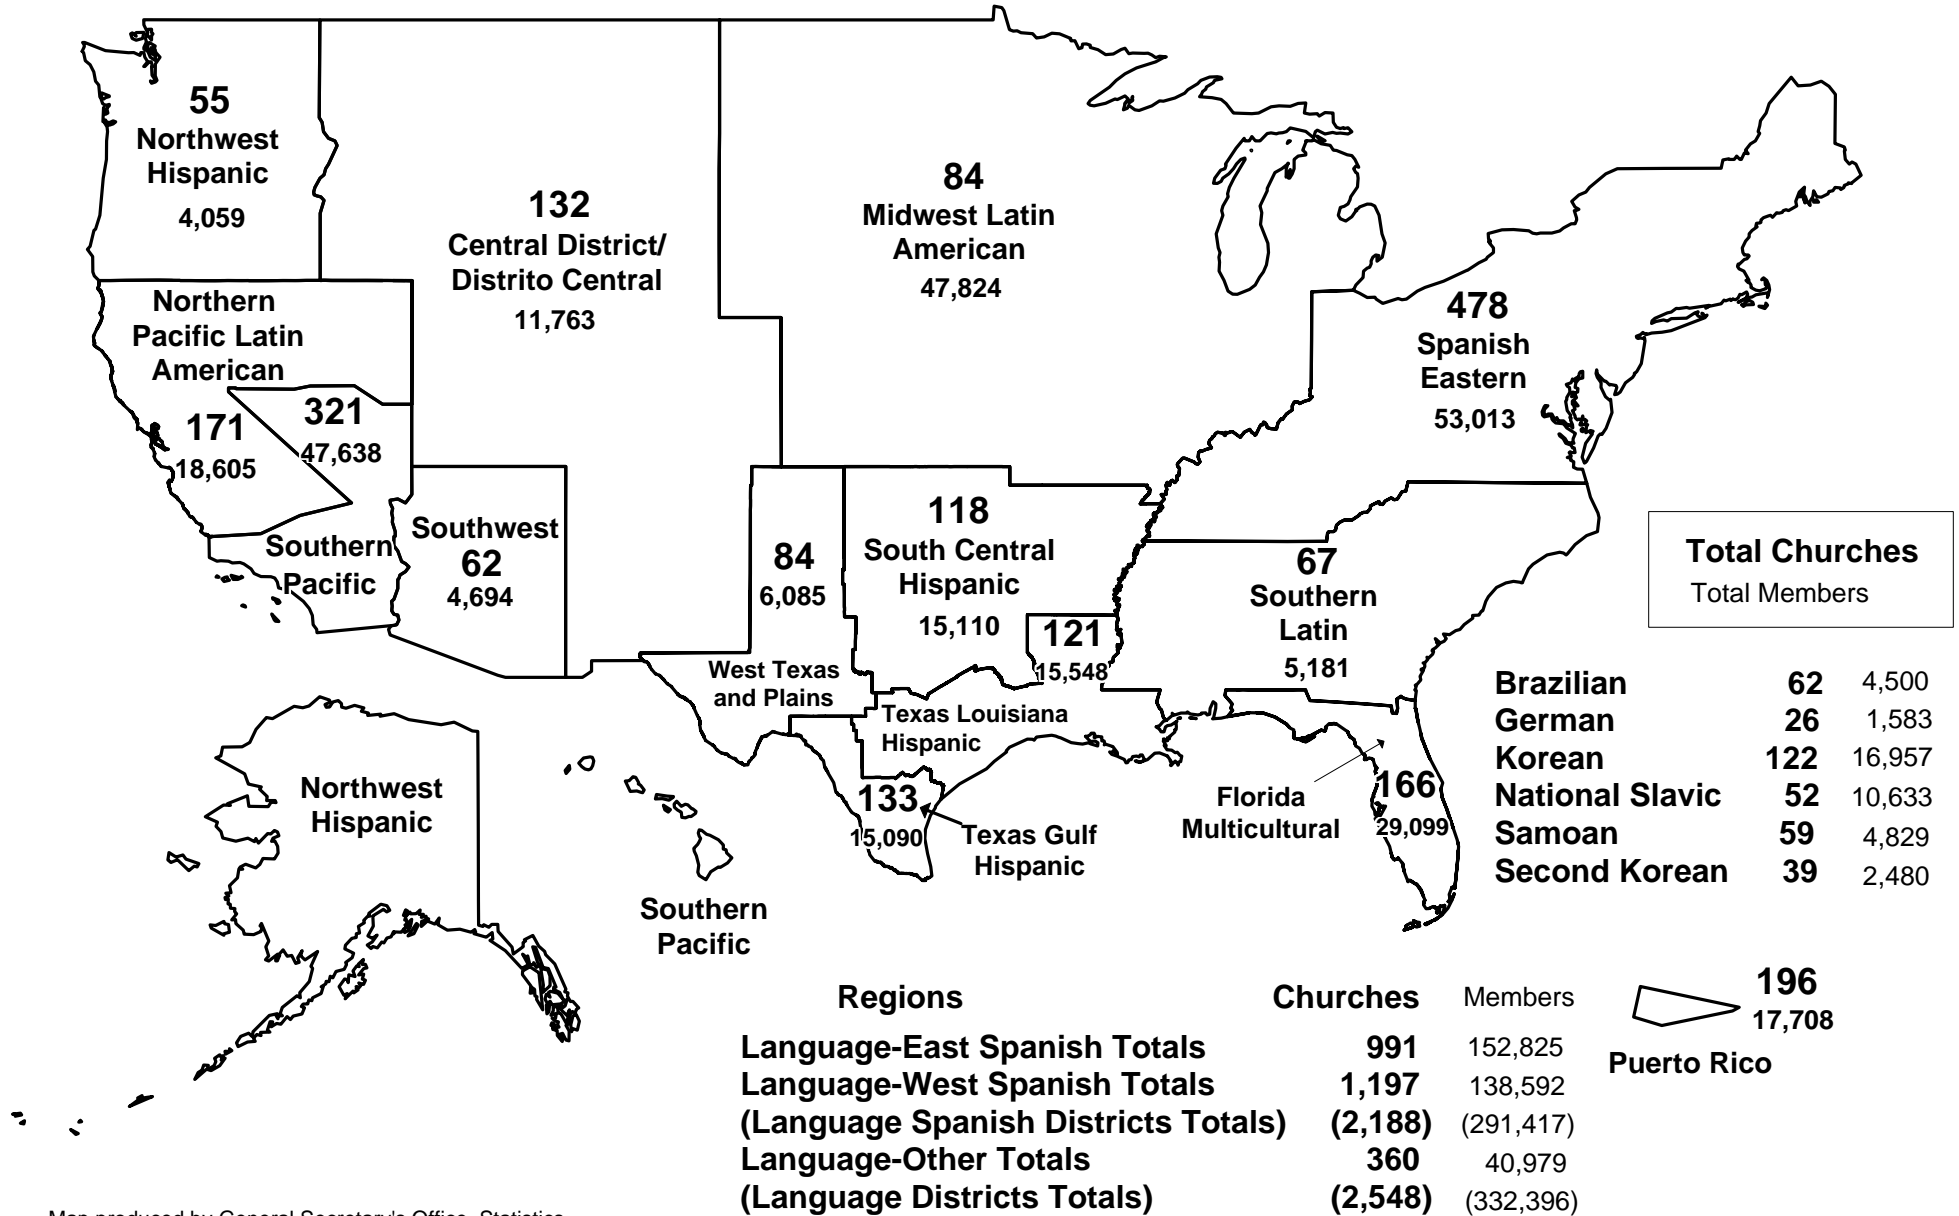 55
Northwest
Hispanic
4,059
132
Central District/
Distrito Central
11,763
84
Midwest Latin
American
47,824
478
Spanish
Eastern
53,013
Northern
Pacific Latin
American
171
18,605
321
47,638
Southern
Pacific
Southwest
62
4,694
84
6,085
West Texas
and Plains
118
South Central
Hispanic
15,110
121
15,548
Texas Louisiana
Hispanic
67
Southern
Latin
5,181
133
15,090
Texas Gulf
Hispanic
Florida
Multicultural
166
29,099
Northwest
Hispanic
Southern
Pacific
Total Churches
Total Members
Brazilian 62 4,500
German 26 1,583
Korean 122 16,957
National Slavic 52 10,633
Samoan 59 4,829
Second Korean 39 2,480
196
17,708
Puerto Rico
Regions Churches Members
Language-East Spanish Totals 991 152,825
Language-West Spanish Totals 1,197 138,592
(Language Spanish Districts Totals) (2,188) (291,417)
Language-Other Totals 360 40,979
(Language Districts Totals) (2,548) (332,396)
Map produced by General Secretary's Office, Statistics